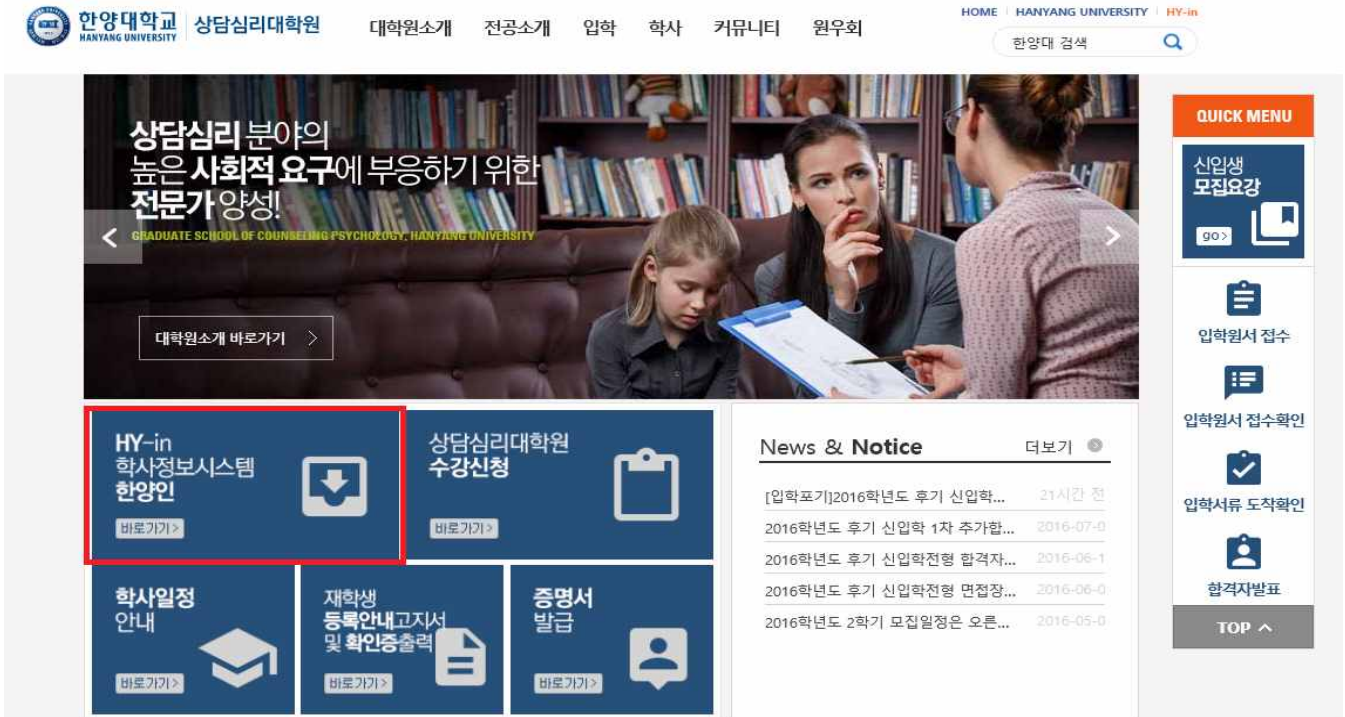 한양대학교
HANYANG UNIVERSITY
상담심리대학원
대학원소개 전공소개 입학 학사 커뮤니티 원우회
HOME HANYANG UNIVERSITY HY-in
한양대 검색
상담심리 분야의
높은 사회적 요구에 부응하기 위한
전문가 양성!
GRADUATE SCHOOL OF COUNSELING PSYCHOLOGY, HANYANG UNIVERSITY
대학원소개 바로가기
QUICK MENU
신입생
모집요강
go>
입학원서 접수
입학원서 접수확인
입학서류 도착확인
합격자발표
TOP
HY-in
학사정보시스템
한양인
바로가기>
상담심리대학원
수강신청
바로가기>
학사일정
안내
바로가기>
재학생
등록안내고지서
및 확인증출력
바로가기>
증명서
발급
바로가기>
News & Notice 더보기
[입학포기]2016학년도 후기 신입학... 21시간 전
2016학년도 후기 신입학 1차 추가합... 2016-07-0
2016학년도 후기 신입학전형 합격자... 2016-06-1
2016학년도 후기 신입학전형 면접장... 2016-06-0
2016학년도 2학기 모집일정은 오른... 2016-05-0